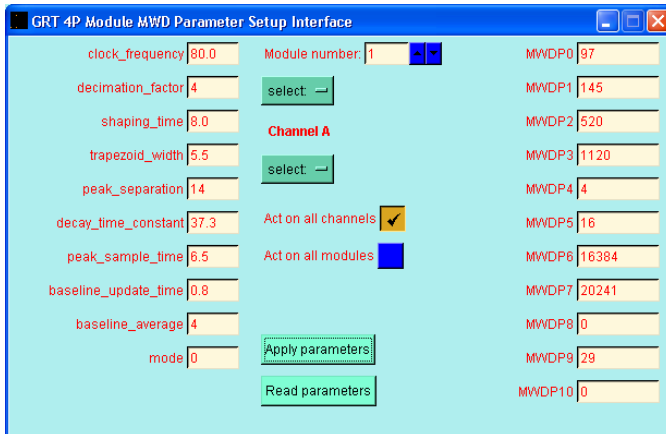 GRT 4P Module MWD Parameter Setup Interface
clock_frequency 80.0 Module number: 1 MWDP0 97
decimation_factor 4 select: MWDP1 145
shaping_time 8.0 MWDP2 520
Channel A
trapezoid_width 5.5 select: MWDP3 1120
peak_separation 14 MWDP4 4
decay_time_constant 37.3 Act on all channels MWDP5 16
peak_sample_time 6.5 Act on all modules MWDP6 16384
baseline_update_time 0.8 MWDP7 20241
baseline_average 4 MWDP8 0
mode 0 Apply parameters MWDP9 29
Read parameters MWDP10 0